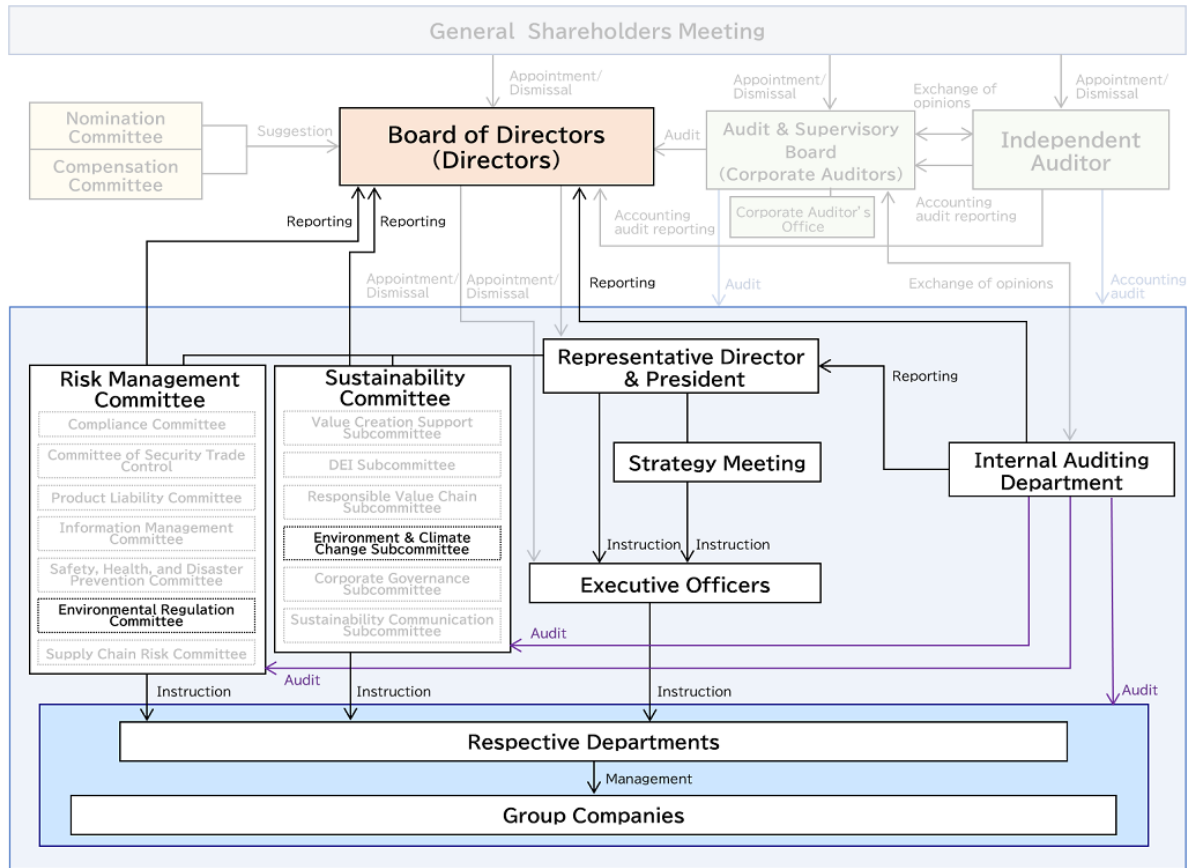 General Shareholders Meeting
Appointment/
Dismissal
Appointment/
Dismissal
Appointment/
Dismissal
Exchange of
opinions
Nomination
Committee
Compensation
Committee
Suggestion
Board of Directors
(Directors)
Audit
Audit & Supervisory
Board
(Corporate Auditors)
Independent
Auditor
Corporate Auditor's
Office
Reporting
Reporting
Accounting
audit reporting
Accounting
audit reporting
Appointment/
Dismissal
Appointment/
Dismissal
Reporting
Audit
Exchange of opinions
Accounting
audit
Representative Director
& President
Reporting
Risk Management
Committee
Compliance Committee
Committee of Security Trade
Control
Product Liability Committee
Information Management
Committee
Safety, Health, and Disaster
Prevention Committee
Environmental Regulation
Committee
Supply Chain Risk Committee
Sustainability
Committee
Value Creation Support
Subcommittee
DEI Subcommittee
Responsible Value Chain
Subcommittee
Environment & Climate
Change Subcommittee
Corporate Governance
Subcommittee
Sustainability Communication
Subcommittee
Strategy Meeting
Internal Auditing
Department
Instruction
Instruction
Executive Officers
Audit
Audit
Audit
Instruction
Instruction
Instruction
Respective Departments
Management
Group Companies